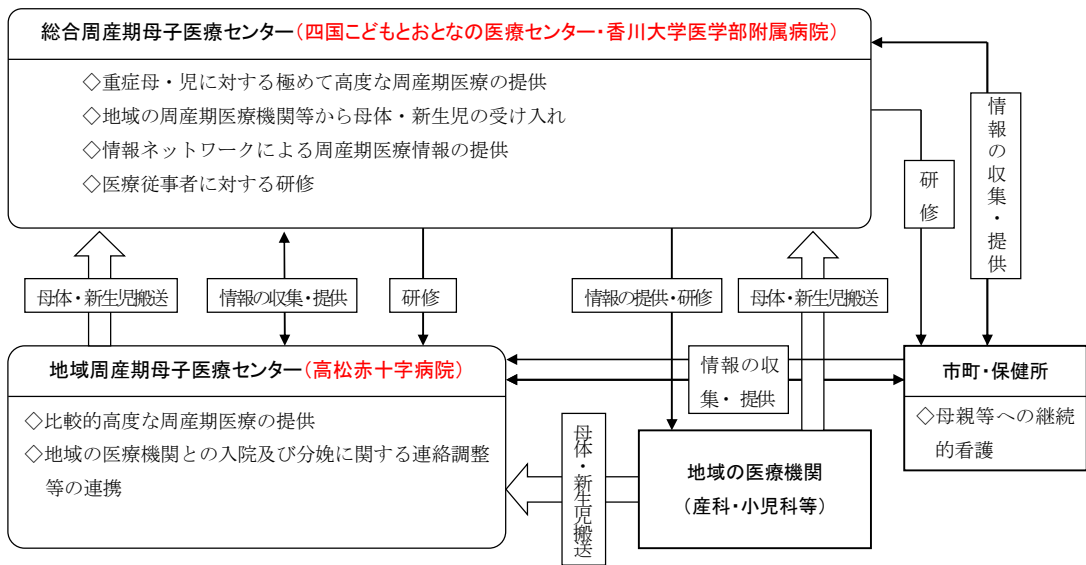 総合周産期母子医療センター(四国こどもとおとなの医療センター・香川大学医学部附属病院)
◇重症母・児に対する極めて高度な周産期医療の提供
◇地域の周産期医療機関等から母体・新生児の受け入れ
◇情報ネットワークによる周産期医療情報の提供
◇医療従事者に対する研修
研修
情報の収集・提供
母体・新生児搬送
情報の収集・提供
研修
情報の提供・研修
母体・新生児搬送
地域周産期母子医療センター(高松赤十字病院)
◇比較的高度な周産期医療の提供
◇地域の医療機関との入院及び分娩に関する連絡調整
等の連携
情報の収
集・提供
市町・保健所
◇母親等への継続
的看護
母体・新生児搬送
地域の医療機関
(産科・小児科等)